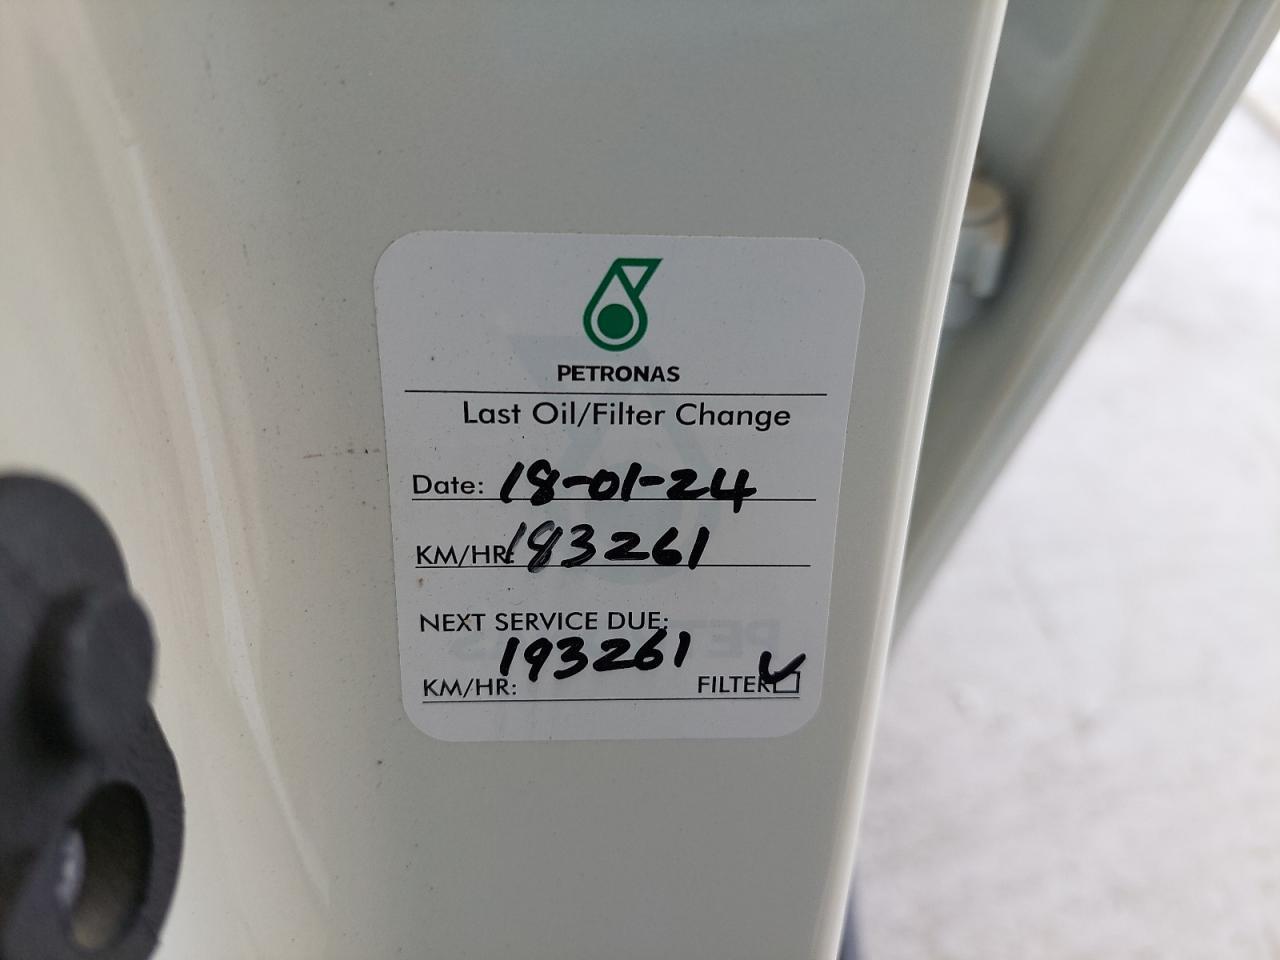 PETRONAS
Last Oil/Filter Change
Date: 18-01-24
KM/HR: 183261
NEXT SERVICE DUE:
193261
KM/HR: FILTER